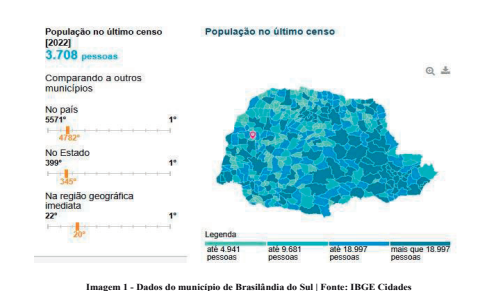 População no último censo
[2022]
3.708 pessoas
Comparando a outros
municípios
No país
5571º 1º
4782º
No Estado
399º 1º
345º
Na região geográfica
imediata
22º 1º
20º
População no último censo
Legenda
até 4.941 pessoas
até 9.681 pessoas
até 18.997 pessoas
mais que 18.997 pessoas
Imagem 1 - Dados do município de Brasilândia do Sul | Fonte: IBGE Cidades